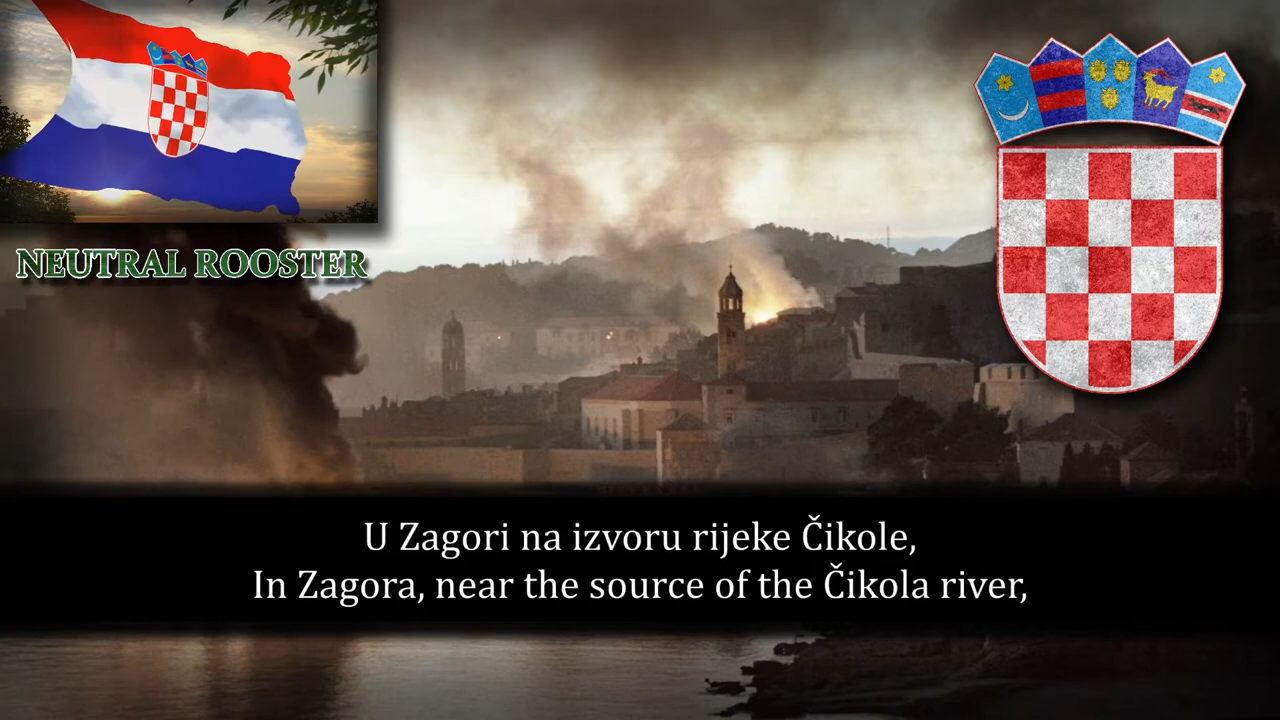 NEUTRAL ROOSTER
U Zagori na izvoru rijeke Čikole,
In Zagora, near the source of the Čikola river,